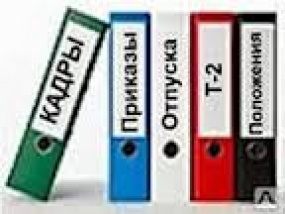 КАДРЫ
Приказы
Отпуска
Т-2
Положения